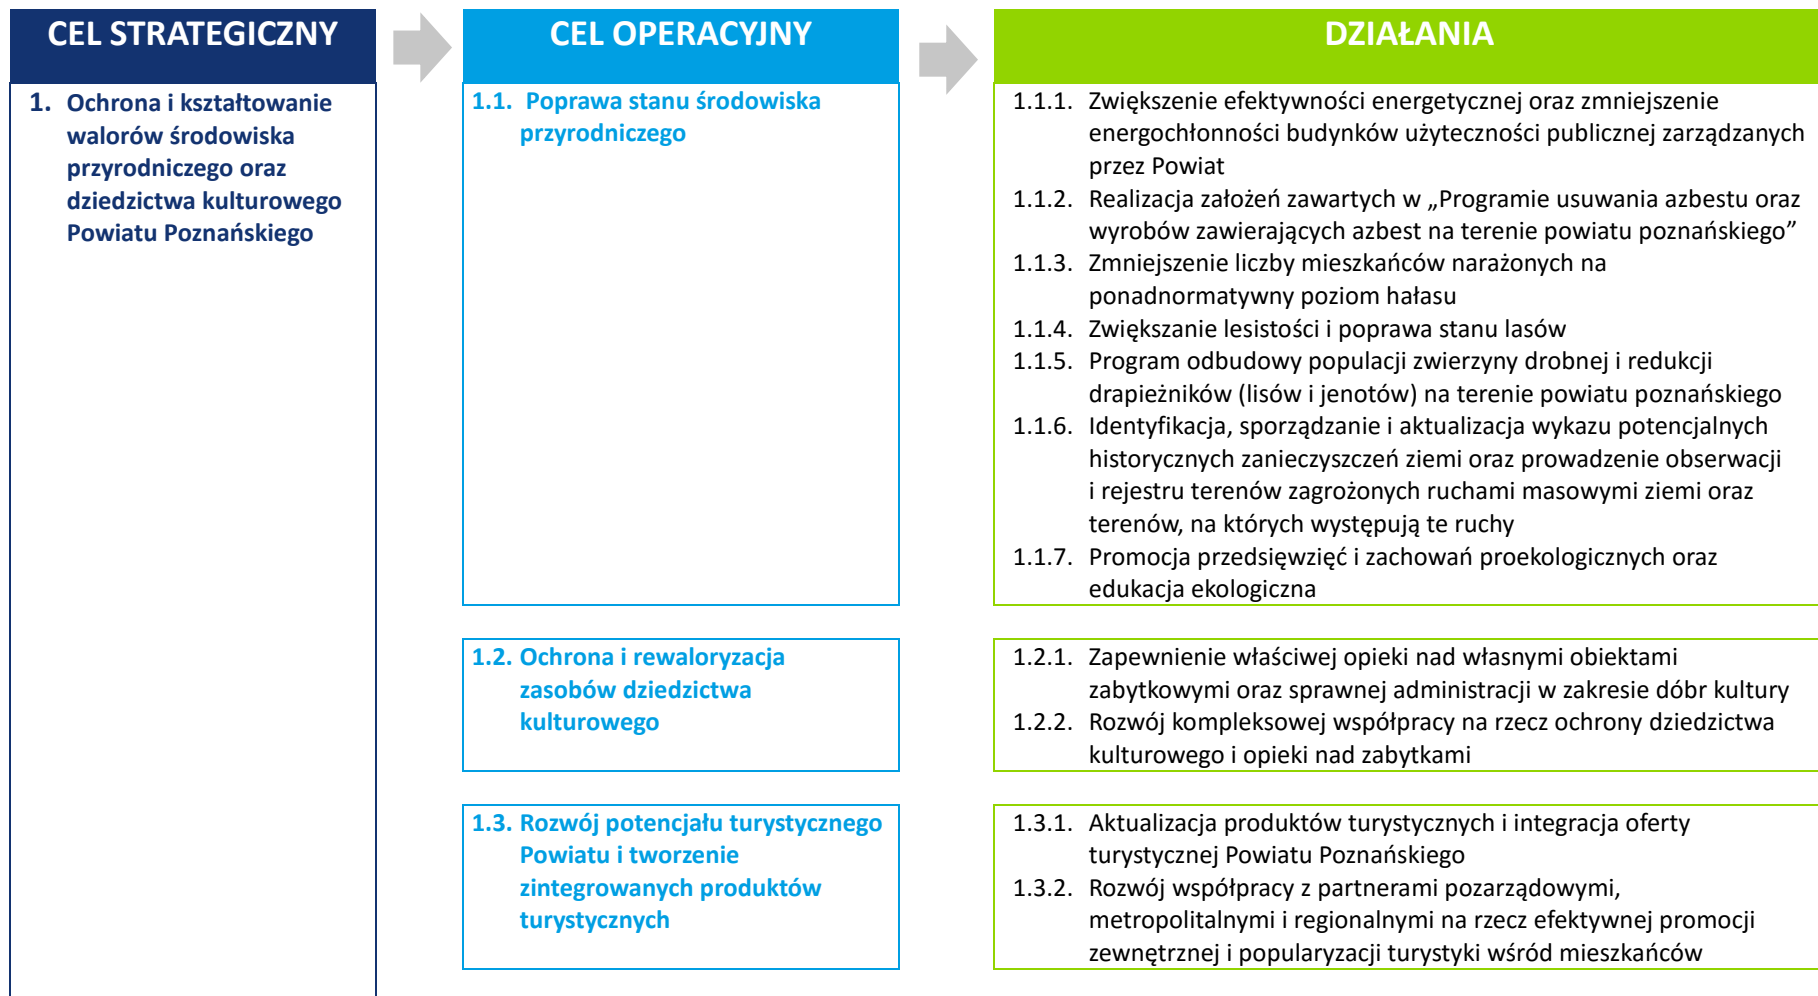 CEL STRATEGICZNY
CEL OPERACYJNY
DZIAŁANIA
1. Ochrona i kształtowanie
walorów środowiska
przyrodniczego oraz
dziedzictwa kulturowego
Powiatu Poznańskiego
1.1. Poprawa stanu środowiska
przyrodniczego
1.1.1. Zwiększenie efektywności energetycznej oraz zmniejszenie
energochłonności budynków użyteczności publicznej zarządzanych
przez Powiat
1.1.2. Realizacja założeń zawartych w „Programie usuwania azbestu oraz
wyrobów zawierających azbest na terenie powiatu poznańskiego”
1.1.3. Zmniejszenie liczby mieszkańców narażonych na
ponadnormatywny poziom hałasu
1.1.4. Zwiększanie lesistości i poprawa stanu lasów
1.1.5. Program odbudowy populacji zwierzyny drobnej i redukcji
drapieżników (lisów i jenotów) na terenie powiatu poznańskiego
1.1.6. Identyfikacja, sporządzanie i aktualizacja wykazu potencjalnych
historycznych zanieczyszczeń ziemi oraz prowadzenie obserwacji
i rejestru terenów zagrożonych ruchami masowymi ziemi oraz
terenów, na których występują te ruchy
1.1.7. Promocja przedsięwzięć i zachowań proekologicznych oraz
edukacja ekologiczna
1.2. Ochrona i rewaloryzacja
zasobów dziedzictwa
kulturowego
1.2.1. Zapewnienie właściwej opieki nad własnymi obiektami
zabytkowymi oraz sprawnej administracji w zakresie dóbr kultury
1.2.2. Rozwój kompleksowej współpracy na rzecz ochrony dziedzictwa
kulturowego i opieki nad zabytkami
1.3. Rozwój potencjału turystycznego
Powiatu i tworzenie
zintegrowanych produktów
turystycznych
1.3.1. Aktualizacja produktów turystycznych i integracja oferty
turystycznej Powiatu Poznańskiego
1.3.2. Rozwój współpracy z partnerami pozarządowymi,
metropolitalnymi i regionalnymi na rzecz efektywnej promocji
zewnętrznej i popularyzacji turystyki wśród mieszkańców